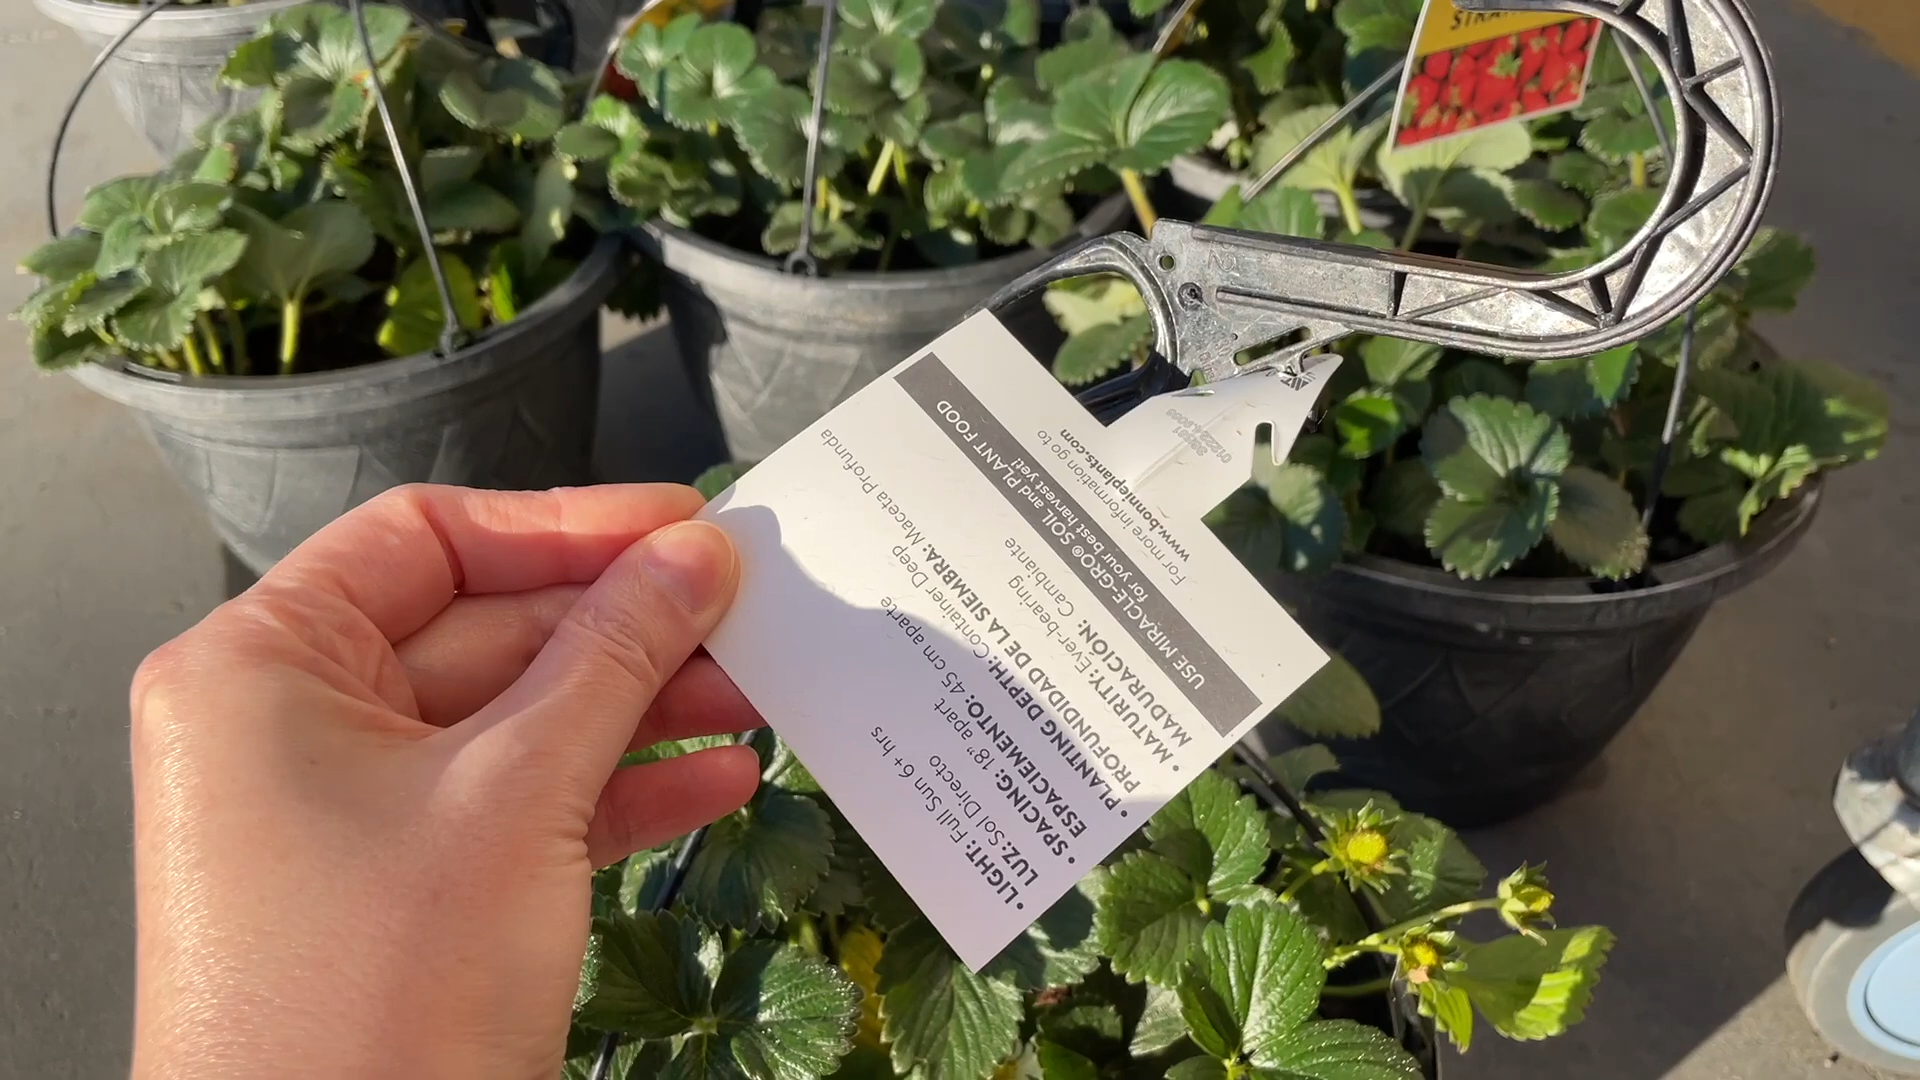 • LIGHT: Full Sun 6+ hrs
LUZ: Sol Directo
• SPACING: 18" apart
ESPACIEMENTO: 45 cm aparte
• PLANTING DEPTH: Container Deep
PROFUNDIDAD DE LA SIEMBRA: Maceta Profunda
• MATURITY: Ever-bearing
MADURACIÓN: Cambiante
USE MIRACLE-GRO® SOIL and PLANT FOOD
for your best harvest yet!
For more information go to
www.bonnieplants.com